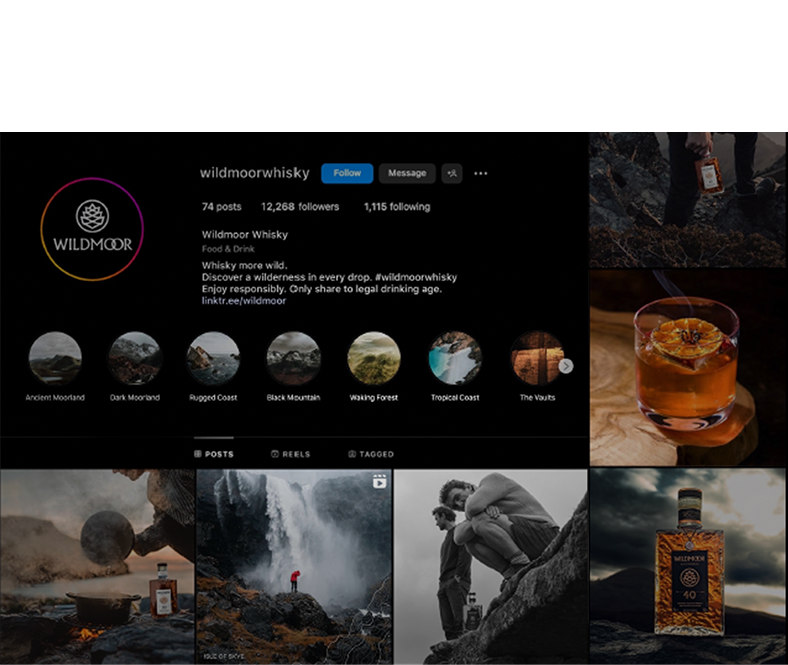 wildmoorwhisky Follow Message
74 posts 12,268 followers 1,115 following
WILDMOOR
Wildmoor Whisky
Food & Drink
Whisky more wild.
Discover a wilderness in every drop. #wildmoorwhisky
Enjoy responsibly. Only share to legal drinking age.
linktr.ee/wildmoor
Ancient Moorland Dark Moorland Rugged Coast Black Mountain Waking Forest Tropical Coast The Vaults
POSTS REELS TAGGED
ISLE OF SKYE
WILDMOOR
40